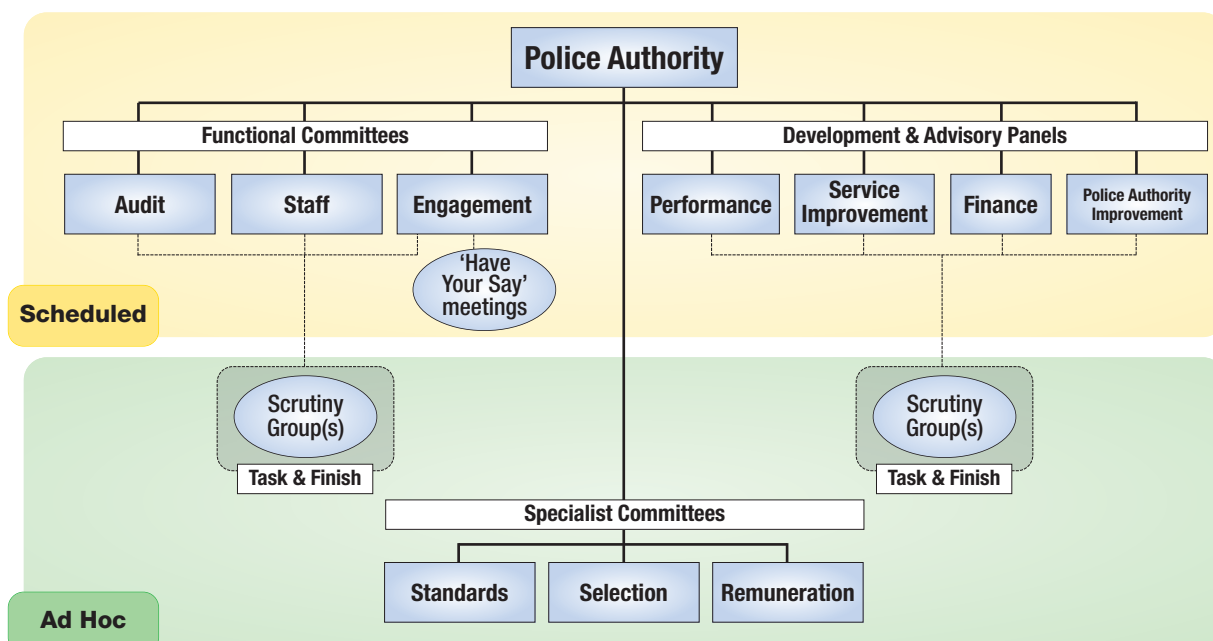 Police Authority
Functional Committees
Development & Advisory Panels
Audit
Staff
Engagement
Performance
Service
Improvement
Finance
Police Authority
Improvement
‘Have
Your Say’
meetings
Scheduled
Scrutiny
Group(s)
Task & Finish
Scrutiny
Group(s)
Task & Finish
Specialist Committees
Standards
Selection
Remuneration
Ad Hoc